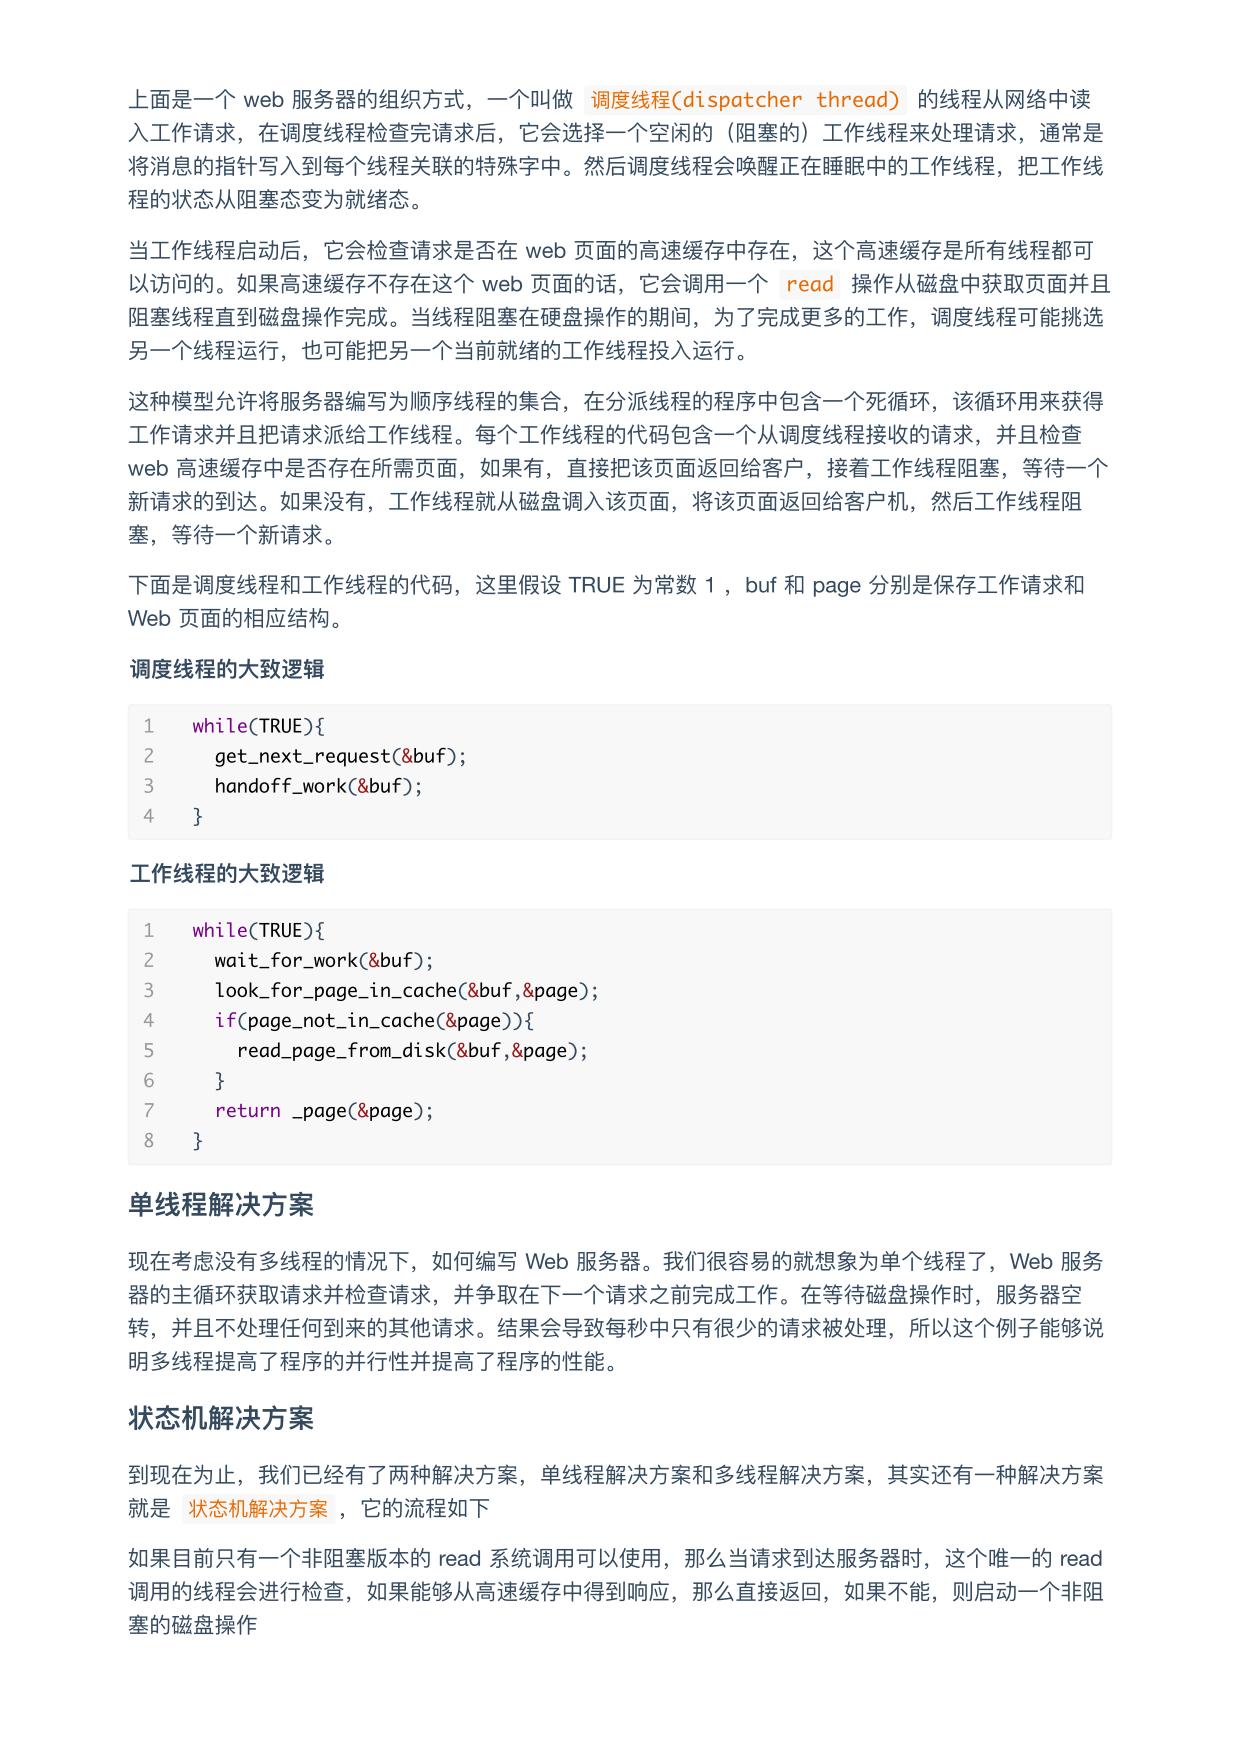 上面是一个 web 服务器的组织方式，一个叫做 调度线程(dispatcher thread) 的线程从网络中读
入工作请求，在调度线程检查完请求后，它会选择一个空闲的（阻塞的）工作线程来处理请求，通常是
将消息的指针写入到每个线程关联的特殊字中。然后调度线程会唤醒正在睡眠中的工作线程，把工作线
程的状态从阻塞态变为就绪态。
当工作线程启动后，它会检查请求是否在 web 页面的高速缓存中存在，这个高速缓存是所有线程都可
以访问的。如果高速缓存不存在这个 web 页面的话，它会调用一个 read 操作从磁盘中获取页面并且
阻塞线程直到磁盘操作完成。当线程阻塞在硬盘操作的期间，为了完成更多的工作，调度线程可能挑选
另一个线程运行，也可能把另一个当前就绪的工作线程投入运行。
这种模型允许将服务器编写为顺序线程的集合，在分派线程的程序中包含一个死循环，该循环用来获得
工作请求并且把请求派给工作线程。每个工作线程的代码包含一个从调度线程接收的请求，并且检查
web 高速缓存中是否存在所需页面，如果有，直接把该页面返回给客户，接着工作线程阻塞，等待一个
新请求的到达。如果没有，工作线程就从磁盘调入该页面，将该页面返回给客户机，然后工作线程阻
塞，等待一个新请求。
下面是调度线程和工作线程的代码，这里假设 TRUE 为常数 1 ，buf 和 page 分别是保存工作请求和
Web 页面的相应结构。
调度线程的大致逻辑
1 while(TRUE){
2 get_next_request(&buf);
3 handoff_work(&buf);
4 }
工作线程的大致逻辑
1 while(TRUE){
2 wait_for_work(&buf);
3 look_for_page_in_cache(&buf,&page);
4 if(page_not_in_cache(&page)){
5 read_page_from_disk(&buf,&page);
6 }
7 return _page(&page);
8 }
单线程解决方案
现在考虑没有多线程的情况下，如何编写 Web 服务器。我们很容易的就想象为单个线程了，Web 服务
器的主循环获取请求并检查请求，并争取在下一个请求之前完成工作。在等待磁盘操作时，服务器空
转，并且不处理任何到来的其他请求。结果会导致每秒中只有很少的请求被处理，所以这个例子能够说
明多线程提高了程序的并行性并提高了程序的性能。
状态机解决方案
到现在为止，我们已经有了两种解决方案，单线程解决方案和多线程解决方案，其实还有一种解决方案
就是 状态机解决方案 ，它的流程如下
如果目前只有一个非阻塞版本的 read 系统调用可以使用，那么当请求到达服务器时，这个唯一的 read
调用的线程会进行检查，如果能够从高速缓存中得到响应，那么直接返回，如果不能，则启动一个非阻
塞的磁盘操作